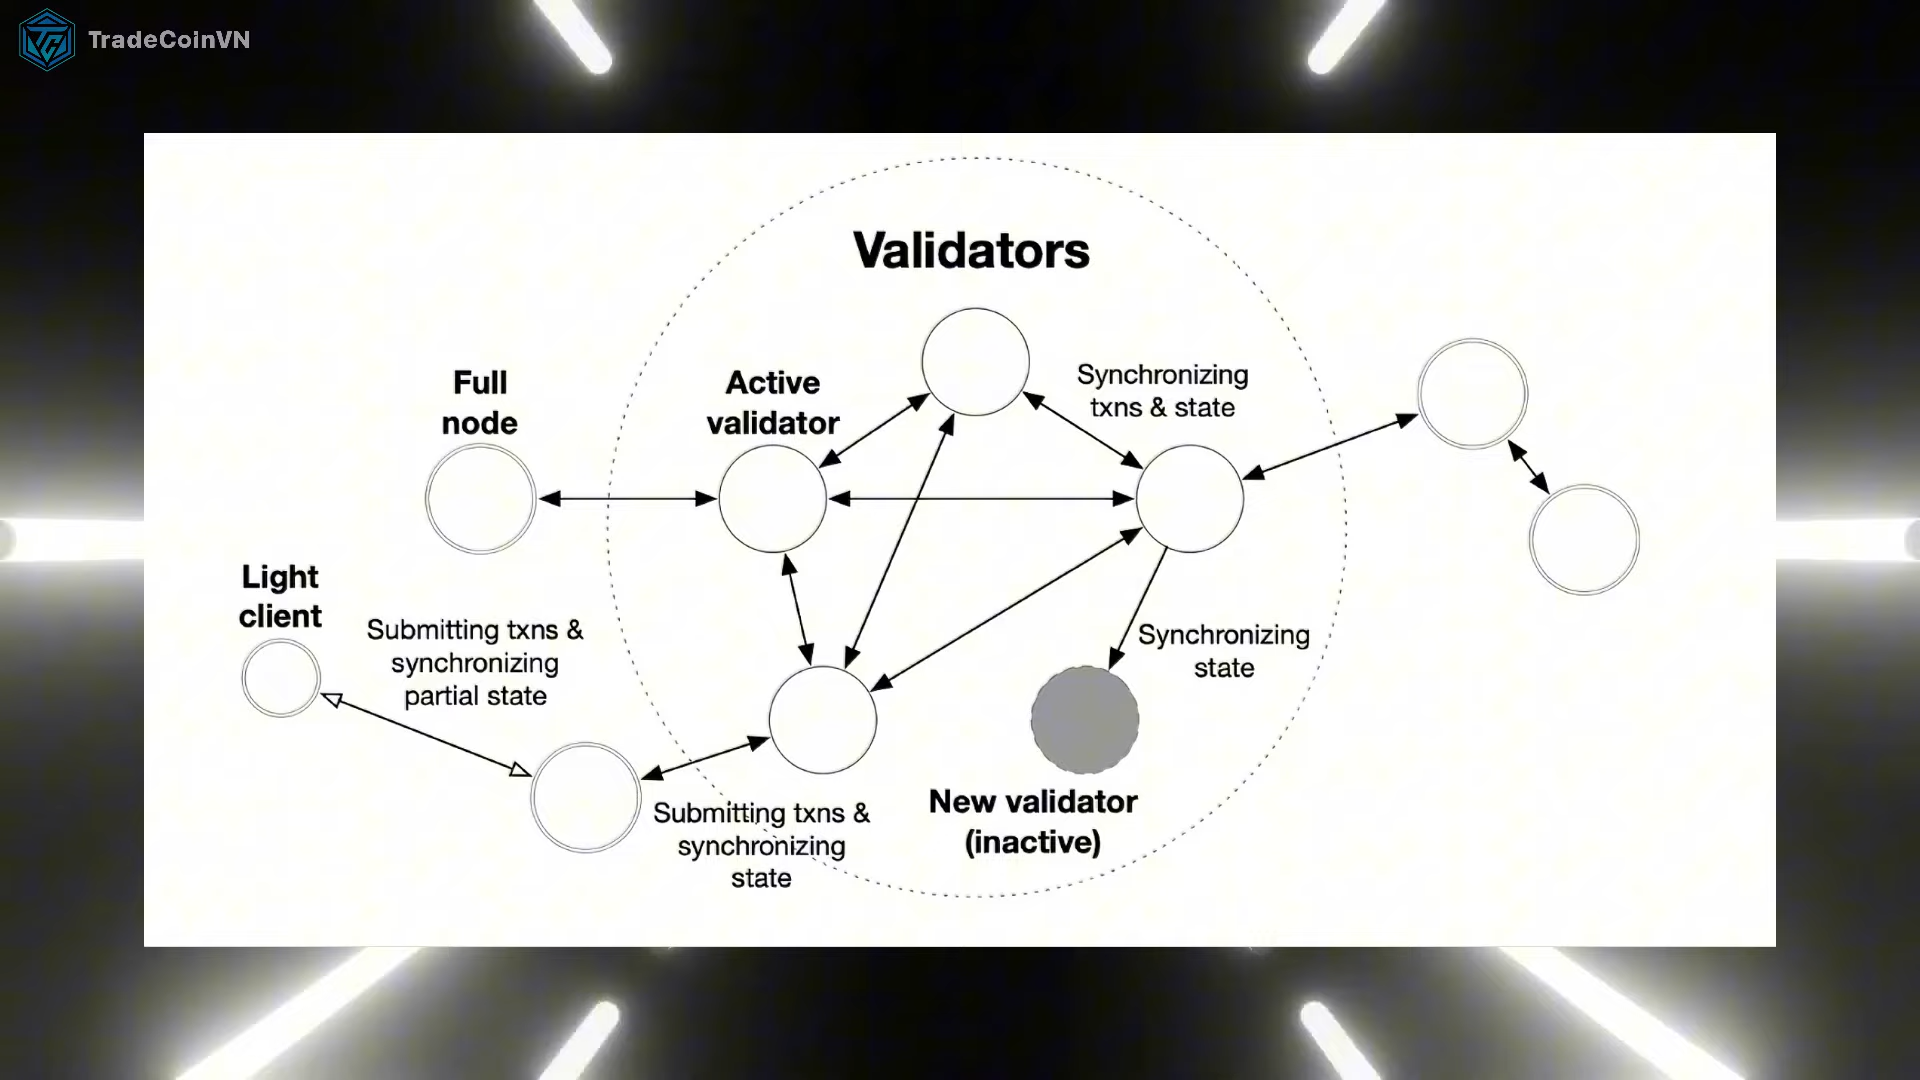 TradeCoinVN
Validators
Full
node
Active
validator
Synchronizing
txns & state
Light
client
Submitting txns &
synchronizing
partial state
Synchronizing
state
Submitting txns &
synchronizing
state
New validator
(inactive)